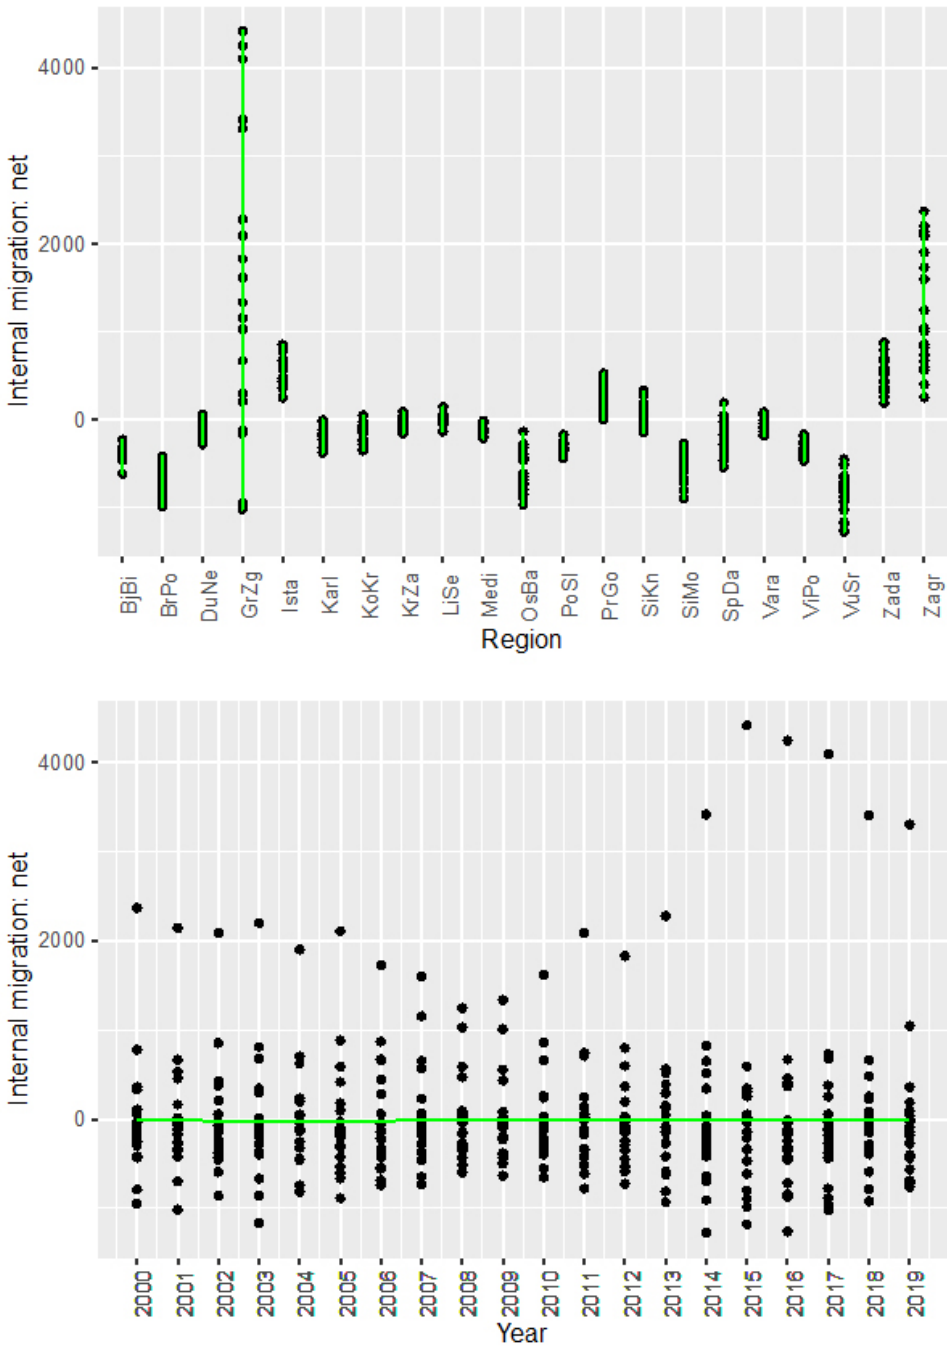 Internal migration: net
4000
2000
0
BjBi BrPo DuNe GrZg Ista Karl KoKr KrZa LiSe Medi OsBa PoSl PrGo SiKn SiMo SpDa Vara ViPo VuSr Zada Zagr
Region
Internal migration: net
4000
2000
0
2000 2001 2002 2003 2004 2005 2006 2007 2008 2009 2010 2011 2012 2013 2014 2015 2016 2017 2018 2019
Year